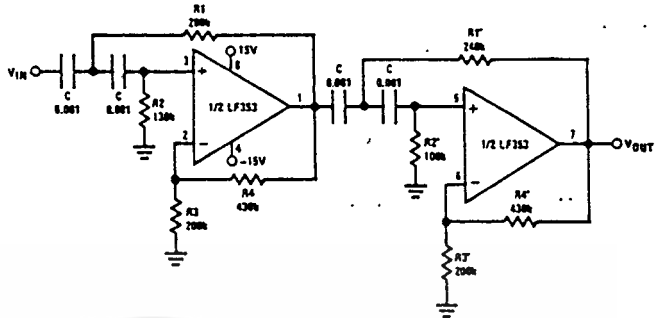 R1
200k
15V
8
3
+
VIN
C
0.001
C
0.001
R2
130k
1/2 LF353
1
2
−
4
−15V
R4
430k
R3
200k
C
0.001
C
0.001
R1'
240k
5
+
R2'
100k
1/2 LF353
7
VOUT
6
−
R4'
430k
R3'
200k